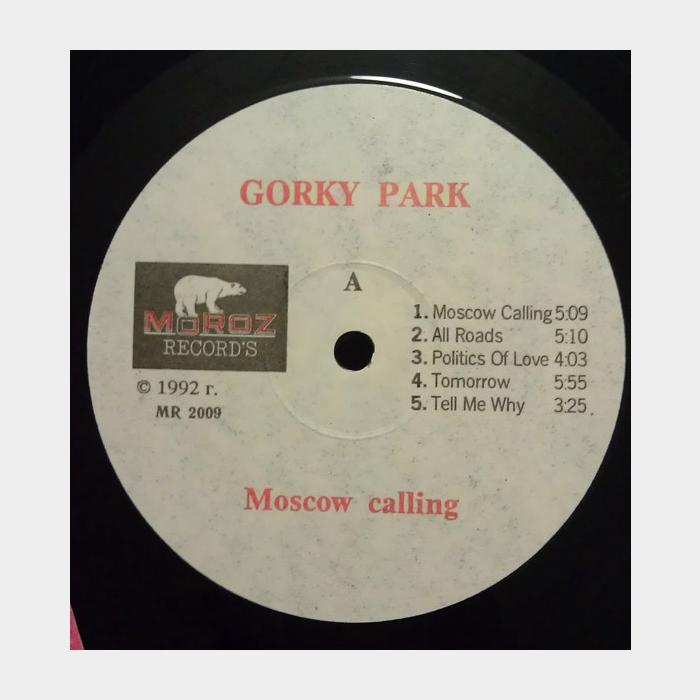 GORKY PARK
A
MOROZ
RECORD'S
© 1992 г.
MR 2009
1. Moscow Calling 5:09
2. All Roads 5:10
3. Politics Of Love 4:03
4. Tomorrow 5:55
5. Tell Me Why 3:25.
Moscow calling